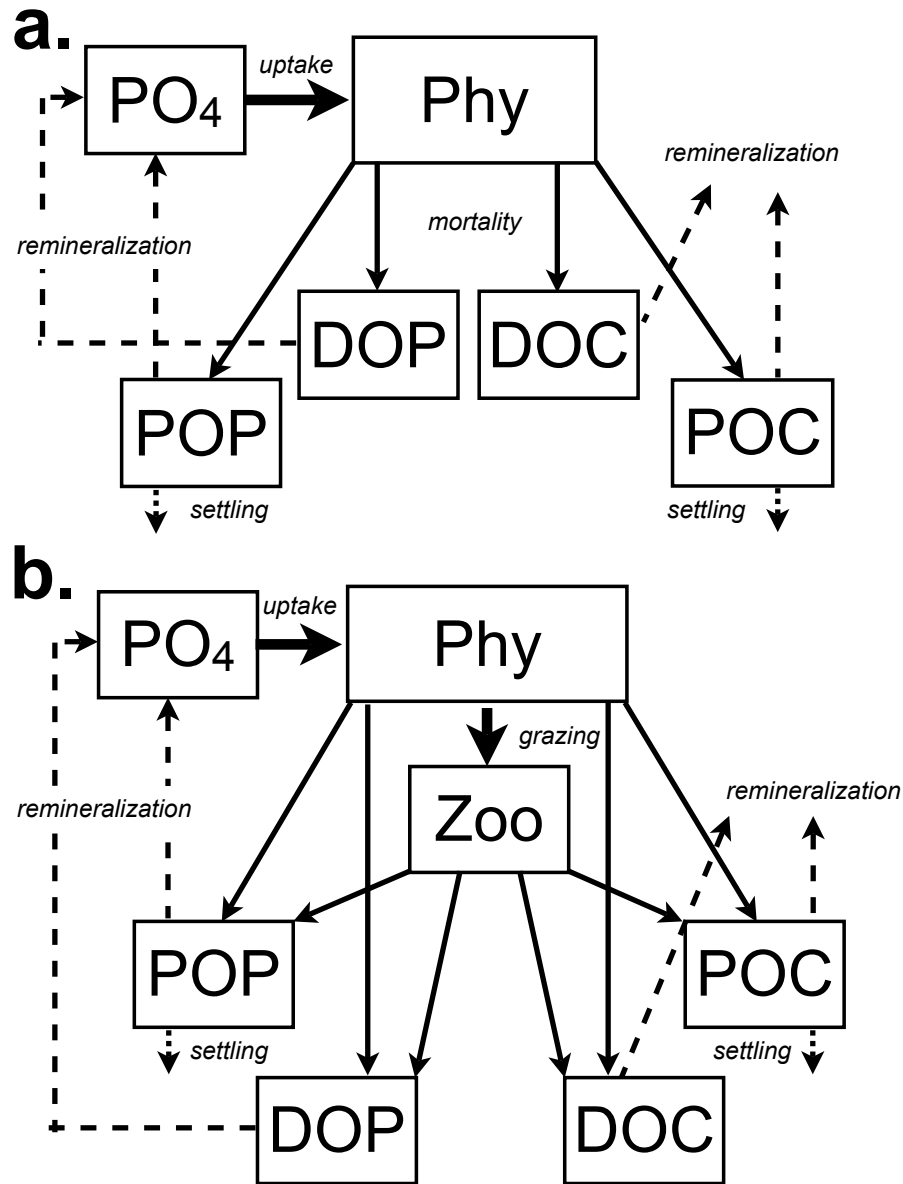 a.
uptake
PO₄
Phy
remineralization
mortality
remineralization
DOP
DOC
POP
POC
settling
settling
b.
uptake
PO₄
Phy
grazing
Zoo
remineralization
remineralization
POP
POC
settling
settling
DOP
DOC